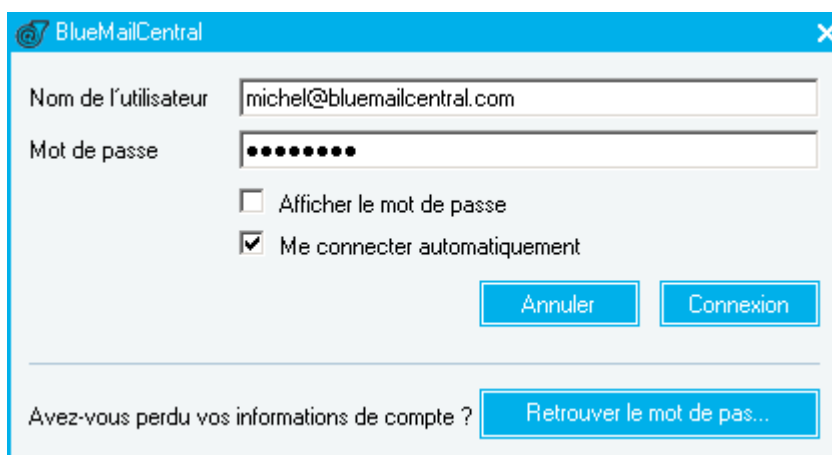 BlueMailCentral
Nom de l'utilisateur michel@bluemailcentral.com
Mot de passe ●●●●●●●●
Afficher le mot de passe
Me connecter automatiquement
Annuler Connexion
Avez-vous perdu vos informations de compte ? Retrouver le mot de pas...